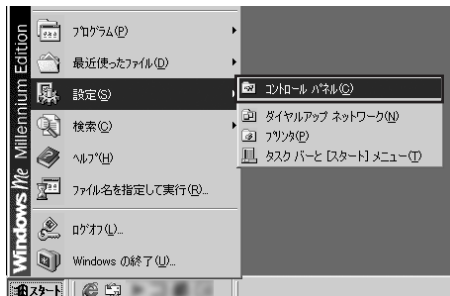 Windows Me Millennium Edition
プログラム(P)
最近使ったファイル(D)
設定(S)
検索(C)
ヘルプ(H)
ファイル名を指定して実行(R)...
ログオフ(L)...
Windows の終了(U)...
コントロール パネル(C)
ダイヤルアップ ネットワーク(N)
プリンタ(P)
タスク バーと [スタート] メニュー(T)
スタート